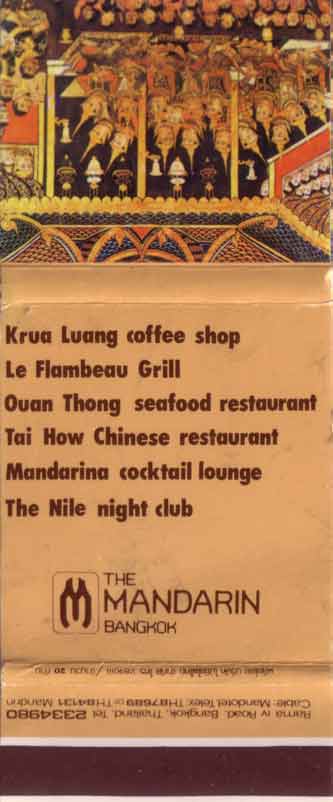 Krua Luang coffee shop
Le Flambeau Grill
Ouan Thong seafood restaurant
Tai How Chinese restaurant
Mandarina cocktail lounge
The Nile night club
THE
MANDARIN
BANGKOK
Rama IV Road, Bangkok, Thailand. Tel. 2334980
Cable: Mandotel Telex: TH87689 or TH84131 Mandrin